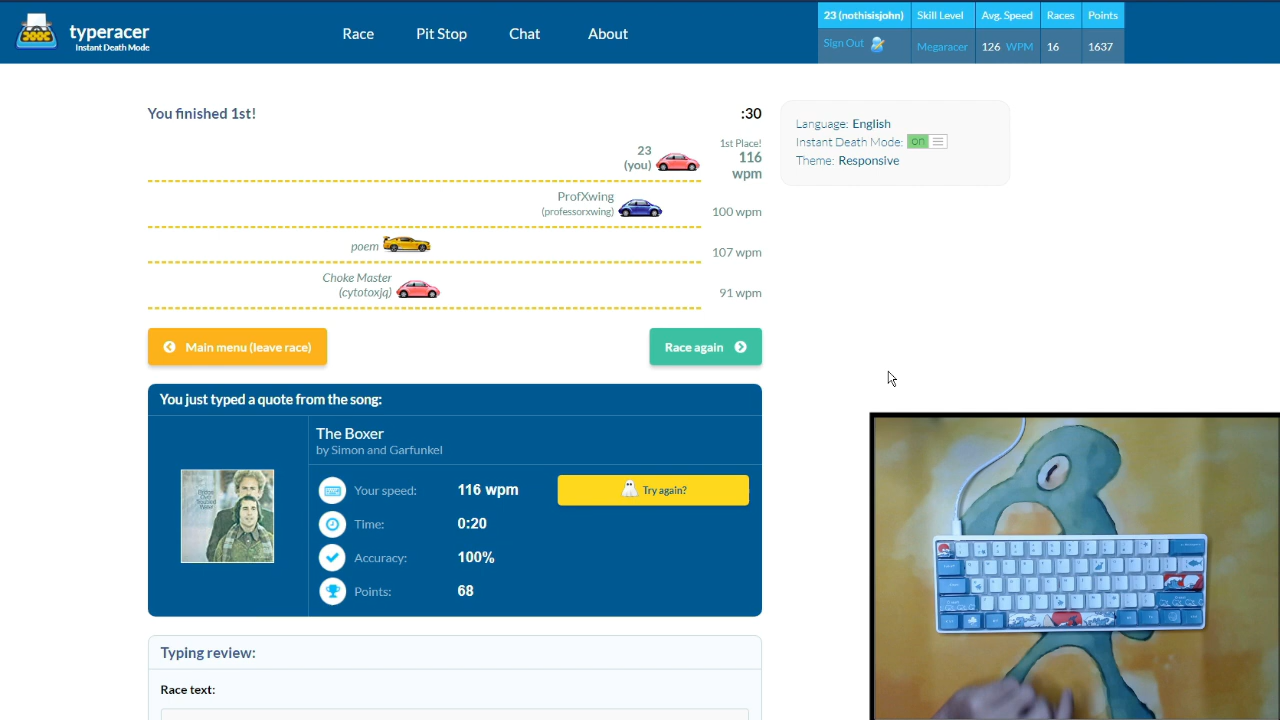 typeracer
Instant Death Mode
Race
Pit Stop
Chat
About
23 (nothisisjohn)
Skill Level
Avg. Speed
Races
Points
Sign Out
Megaracer
126 WPM
16
1637
You finished 1st!
:30
23
(you)
1st Place!
116
wpm
ProfXwing
(professorxwing)
100 wpm
poem
107 wpm
Choke Master
(cytotoxjq)
91 wpm
Language: English
Instant Death Mode: on
Theme: Responsive
Main menu (leave race)
Race again
You just typed a quote from the song:
The Boxer
by Simon and Garfunkel
Your speed:
116 wpm
Try again?
Time:
0:20
Accuracy:
100%
Points:
68
Typing review:
Race text: